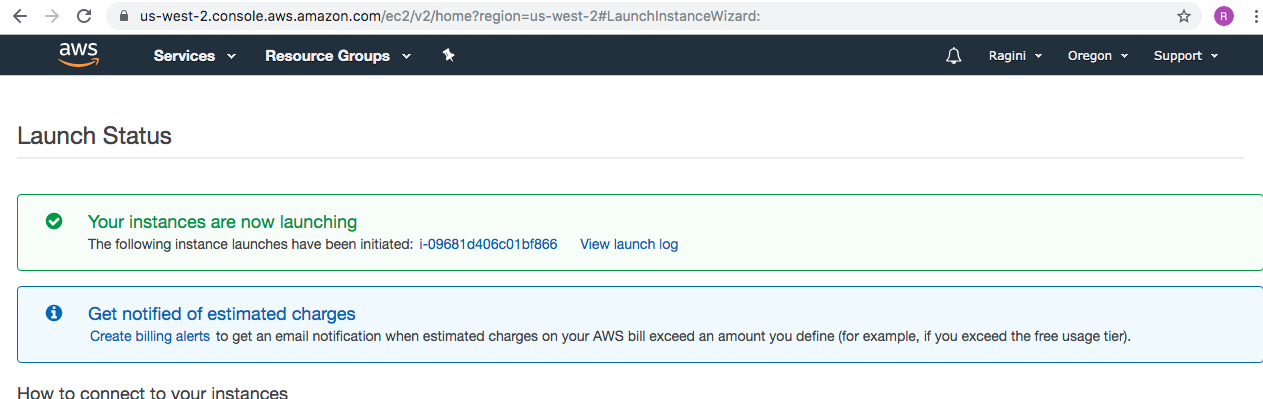 us-west-2.console.aws.amazon.com/ec2/v2/home?region=us-west-2#LaunchInstanceWizard:
R
aws Services Resource Groups Ragini Oregon Support
Launch Status
Your instances are now launching
The following instance launches have been initiated: i-09681d406c01bf866 View launch log
Get notified of estimated charges
Create billing alerts to get an email notification when estimated charges on your AWS bill exceed an amount you define (for example, if you exceed the free usage tier).
How to connect to your instances